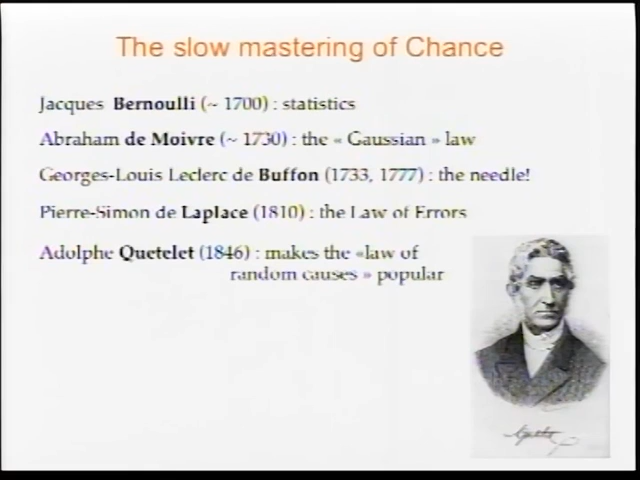 The slow mastering of Chance
Jacques Bernoulli (~ 1700) : statistics
Abraham de Moivre (~ 1730) : the « Gaussian » law
Georges-Louis Leclerc de Buffon (1733, 1777) : the needle!
Pierre-Simon de Laplace (1810) : the Law of Errors
Adolphe Quetelet (1846) : makes the «law of
random causes » popular